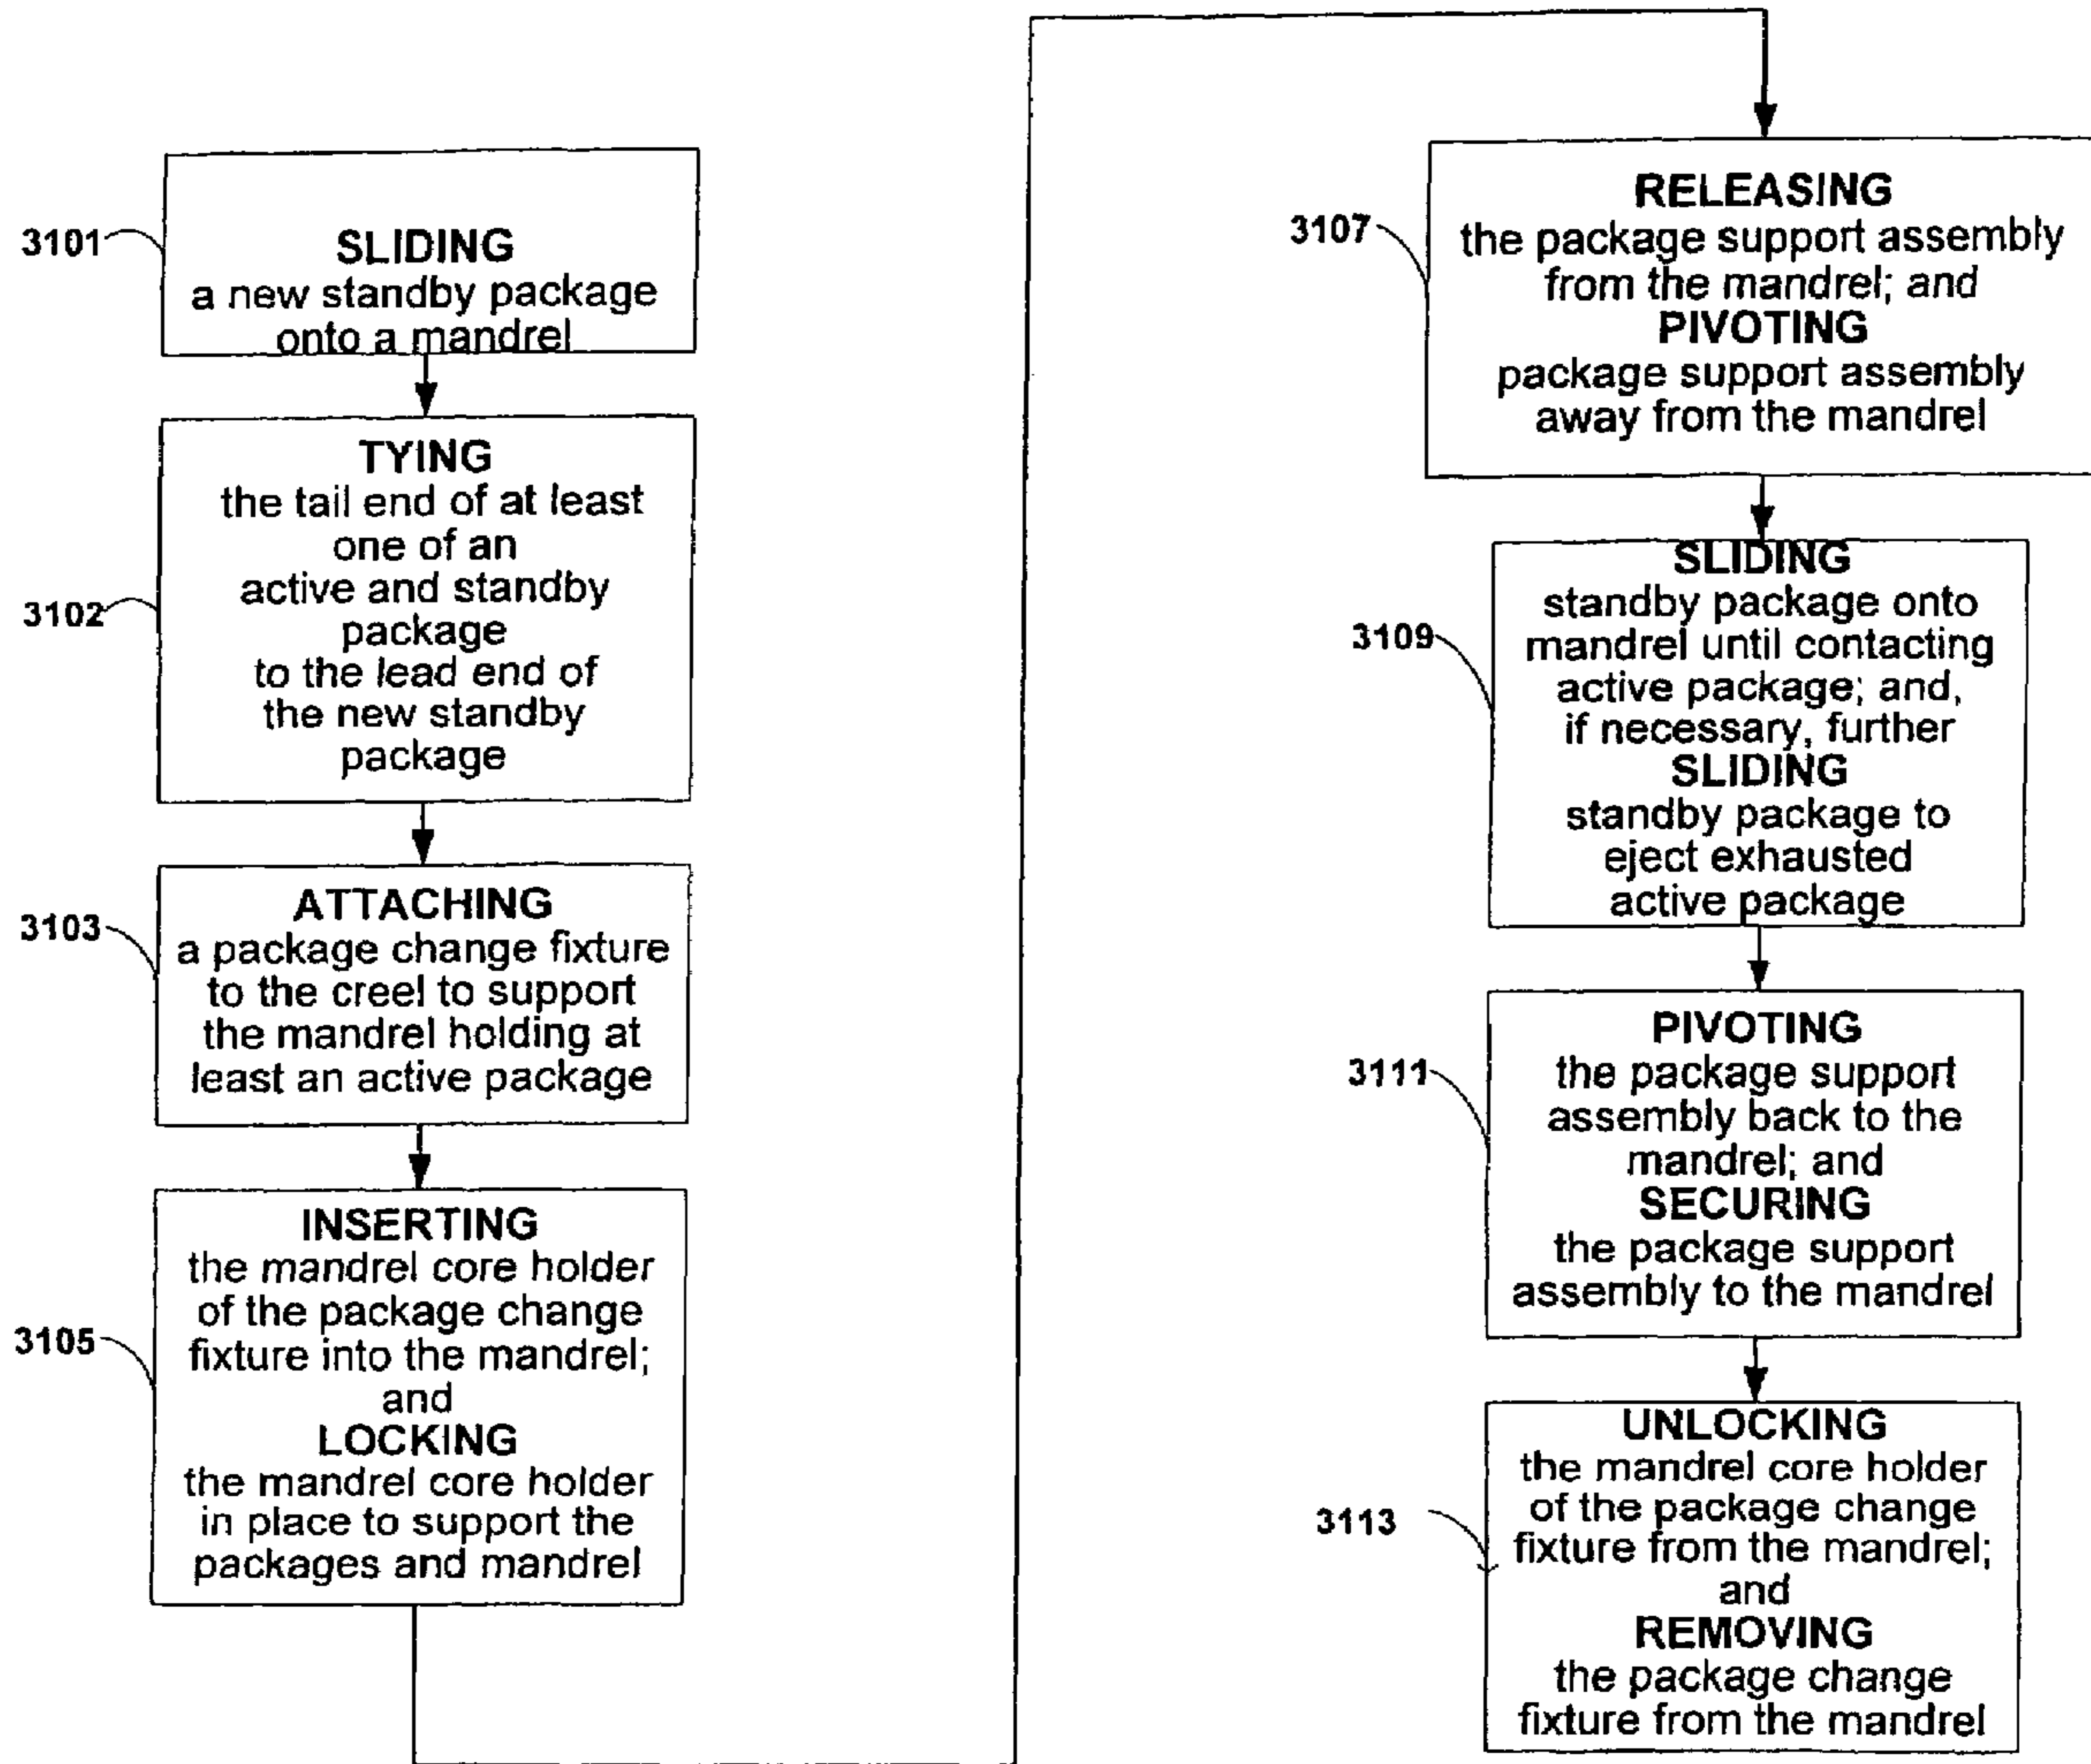 3101
SLIDING
a new standby package
onto a mandrel
3102
TYING
the tail end of at least
one of an
active and standby
package
to the lead end of
the new standby
package
3103
ATTACHING
a package change fixture
to the creel to support
the mandrel holding at
least an active package
3105
INSERTING
the mandrel core holder
of the package change
fixture into the mandrel;
and
LOCKING
the mandrel core holder
in place to support the
packages and mandrel
3107
RELEASING
the package support assembly
from the mandrel; and
PIVOTING
package support assembly
away from the mandrel
3109
SLIDING
standby package onto
mandrel until contacting
active package; and,
if necessary, further
SLIDING
standby package to
eject exhausted
active package
3111
PIVOTING
the package support
assembly back to the
mandrel; and
SECURING
the package support
assembly to the mandrel
3113
UNLOCKING
the mandrel core holder
of the package change
fixture from the mandrel;
and
REMOVING
the package change
fixture from the mandrel